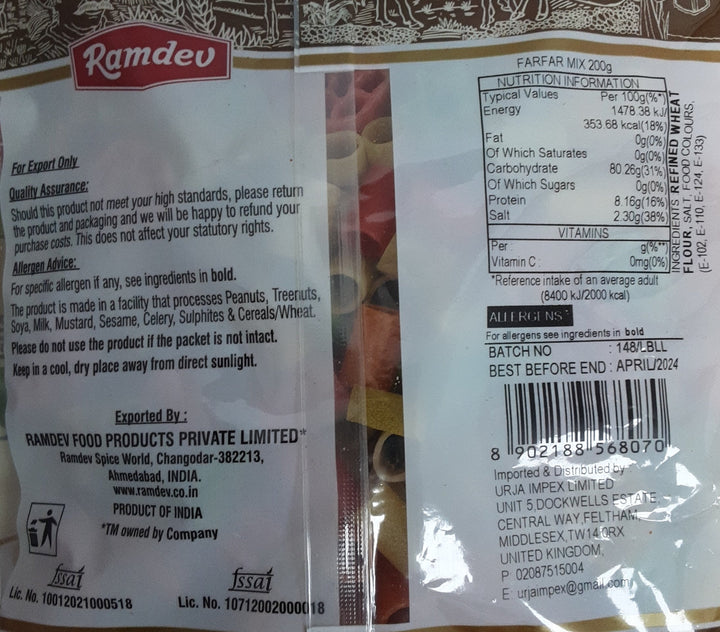 Ramdev
For Export Only
Quality Assurance:
Should this product not meet your high standards, please return
the product and packaging and we will be happy to refund your
purchase costs. This does not affect your statutory rights.
Allergen Advice:
For specific allergen if any, see ingredients in bold.
The product is made in a facility that processes Peanuts, Treenuts,
Soya, Milk, Mustard, Sesame, Celery, Sulphites & Cereals/Wheat.
Please do not use the product if the packet is not intact.
Keep in a cool, dry place away from direct sunlight.
Exported By :
RAMDEV FOOD PRODUCTS PRIVATE LIMITED*
Ramdev Spice World, Changodar-382213,
Ahmedabad, INDIA.
www.ramdev.co.in
PRODUCT OF INDIA
*TM owned by Company
fssai
Lic. No. 10012021000518
fssai
Lic. No. 10712002000018
FARFAR MIX 200g
NUTRITION INFORMATION
Typical Values Per 100g(%*)
Energy 1478.38 kJ/
353.68 kcal(18%)
Fat 0g(0%)
Of Which Saturates 0g(0%)
Carbohydrate 80.26g(31%)
Of Which Sugars 0g(0%)
Protein 8.16g(16%)
Salt 2.30g(38%)
VITAMINS
Per : g(%**)
Vitamin C : 0mg(0%)
*Reference intake of an average adult
(8400 kJ/2000 kcal)
INGREDIENTS REFINED WHEAT
FLOUR, SALT, FOOD COLOURS,
(E-102, E-110, E-124, E-133)
ALLERGENS :
For allergens see ingredients in bold
BATCH NO : 148/LBLL
BEST BEFORE END : APRIL/2024
8 902188 568070
Imported & Distributed by :
URJA IMPEX LIMITED
UNIT 5,DOCKWELLS ESTATE,
CENTRAL WAY,FELTHAM,
MIDDLESEX,TW14 0RX
UNITED KINGDOM,
P: 02087515004
E: urjaimpex@gmail.com